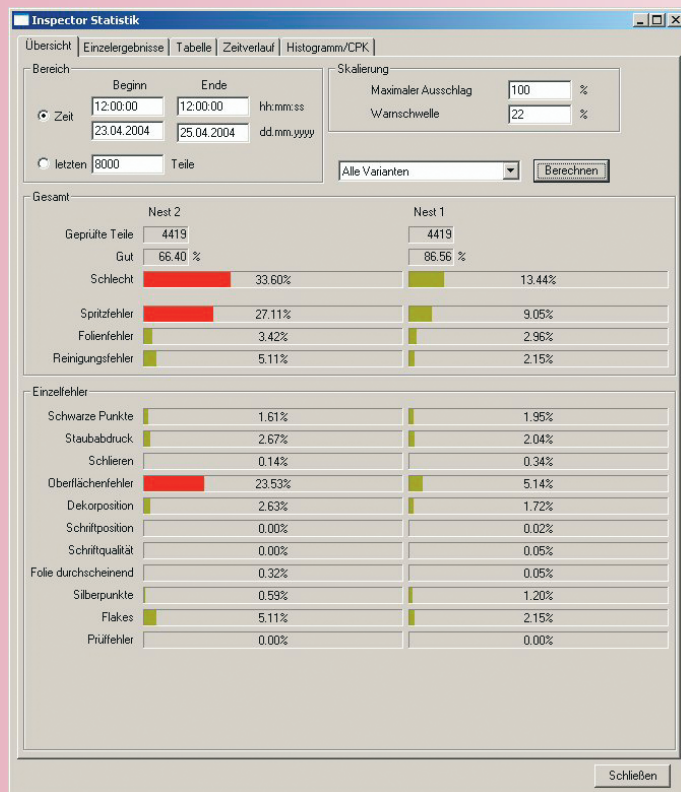 Inspector Statistik
Übersicht Einzelergebnisse Tabelle Zeitverlauf Histogramm/CPK
Bereich
Beginn Ende
Zeit 12:00:00 12:00:00 hh:mm:ss
23.04.2004 25.04.2004 dd.mm.yyyy
letzten 8000 Teile
Skalierung
Maximaler Ausschlag 100 %
Warnschwelle 22 %
Alle Varianten Berechnen
Gesamt
Nest 2 Nest 1
Geprüfte Teile 4419 4419
Gut 66.40 % 86.56 %
Schlecht 33.60% 13.44%
Spritzfehler 27.11% 9.05%
Folienfehler 3.42% 2.96%
Reinigungsfehler 5.11% 2.15%
Einzelfehler
Schwarze Punkte 1.61% 1.95%
Staubabdruck 2.67% 2.04%
Schlieren 0.14% 0.34%
Oberflächenfehler 23.53% 5.14%
Dekorposition 2.63% 1.72%
Schriftposition 0.00% 0.02%
Schriftqualität 0.00% 0.05%
Folie durchscheinend 0.32% 0.05%
Silberpunkte 0.59% 1.20%
Flakes 5.11% 2.15%
Prüffehler 0.00% 0.00%
Schließen